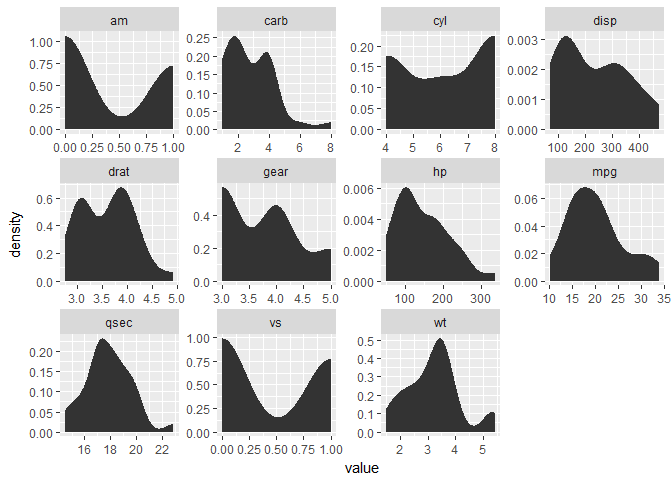 am carb cyl disp
1.00 0.75 0.50 0.25 0.00
0.25 0.20 0.15 0.10 0.05 0.00
0.20 0.15 0.10 0.05 0.00
0.003 0.002 0.001 0.000
0.00 0.25 0.50 0.75 1.00 2 4 6 8 4 5 6 7 8 100 200 300 400
drat gear hp mpg
0.6 0.4 0.2 0.0
0.4 0.2 0.0
0.006 0.004 0.002 0.000
0.06 0.04 0.02 0.00
3.0 3.5 4.0 4.5 5.0 3.0 3.5 4.0 4.5 5.0 100 200 300 10 15 20 25 30 35
qsec vs wt
0.20 0.15 0.10 0.05 0.00
1.00 0.75 0.50 0.25 0.00
0.5 0.4 0.3 0.2 0.1 0.0
16 18 20 22 0.00 0.25 0.50 0.75 1.00 2 3 4 5
density
value